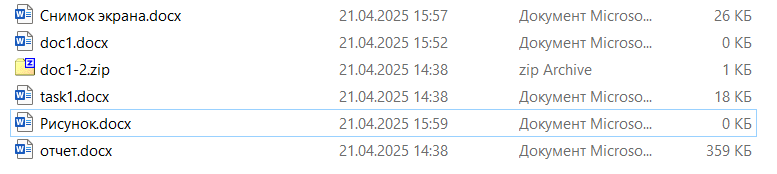 Снимок экрана.docx 21.04.2025 15:57 Документ Microso... 26 КБ
doc1.docx 21.04.2025 15:52 Документ Microso... 0 КБ
doc1-2.zip 21.04.2025 14:38 zip Archive 1 КБ
task1.docx 21.04.2025 14:38 Документ Microso... 18 КБ
Рисунок.docx 21.04.2025 15:59 Документ Microso... 0 КБ
отчет.docx 21.04.2025 14:38 Документ Microso... 359 КБ